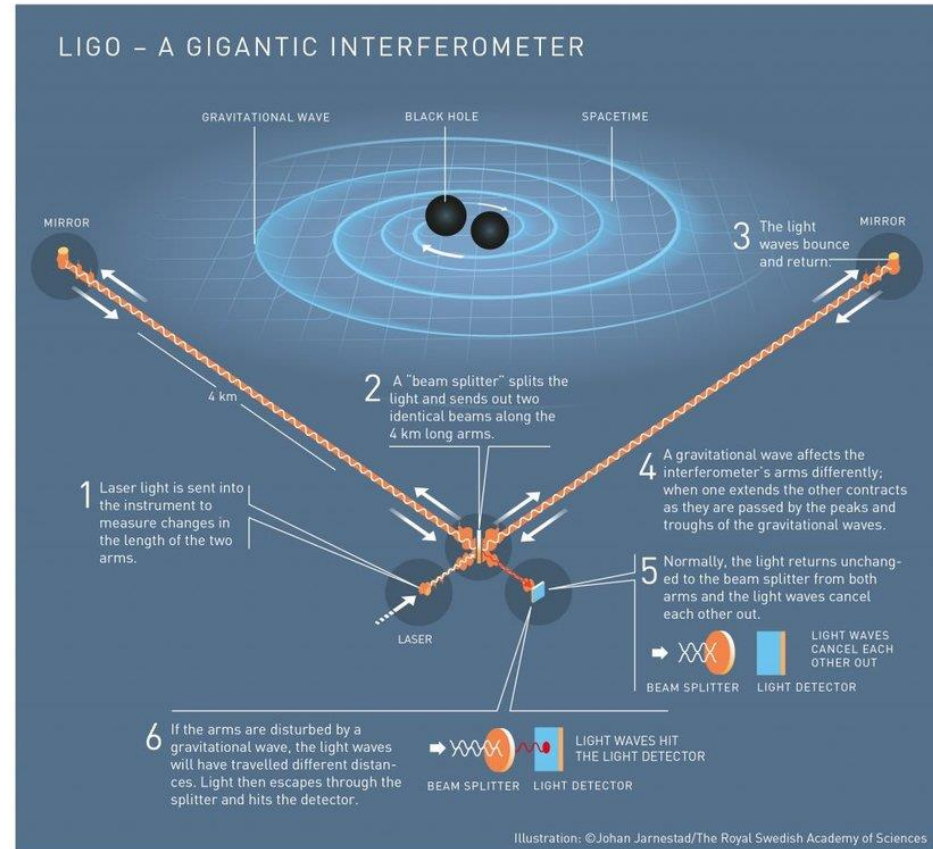 LIGO – A GIGANTIC INTERFEROMETER
GRAVITATIONAL WAVE
BLACK HOLE
SPACETIME
MIRROR
MIRROR
3 The light
waves bounce
and return.
4 km
2 A “beam splitter” splits the
light and sends out two
identical beams along the
4 km long arms.
1 Laser light is sent into
the instrument to
measure changes in
the length of the two
arms.
4 A gravitational wave affects the
interferometer's arms differently;
when one extends the other contracts
as they are passed by the peaks and
troughs of the gravitational waves.
5 Normally, the light returns unchang-
ed to the beam splitter from both
arms and the light waves cancel
each other out.
LASER
LIGHT WAVES
CANCEL EACH
OTHER OUT
BEAM SPLITTER
LIGHT DETECTOR
6 If the arms are disturbed by a
gravitational wave, the light waves
will have travelled different distan-
ces. Light then escapes through the
splitter and hits the detector.
LIGHT WAVES HIT
THE LIGHT DETECTOR
BEAM SPLITTER
LIGHT DETECTOR
Illustration: ©Johan Jarnestad/The Royal Swedish Academy of Sciences